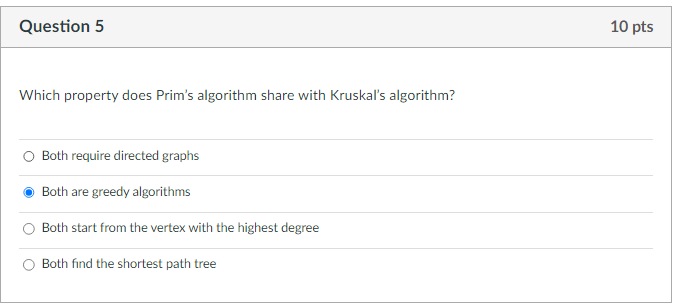 Question 5
10 pts
Which property does Prim's algorithm share with Kruskal's algorithm?
Both require directed graphs
Both are greedy algorithms
Both start from the vertex with the highest degree
Both find the shortest path tree